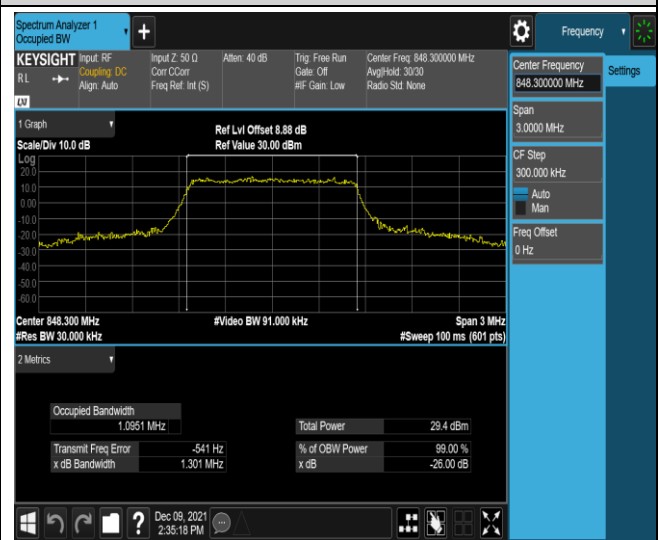 Spectrum Analyzer 1
Occupied BW
+
Frequency
KEYSIGHT
RL
LXI
Input: RF
Coupling: DC
Align: Auto
Input Z: 50 Ω
Corr CCorr
Freq Ref: Int (S)
Atten: 40 dB
Trig: Free Run
Gate: Off
#IF Gain: Low
Center Freq: 848.300000 MHz
Avg|Hold: 30/30
Radio Std: None
Center Frequency
848.300000 MHz
Settings
Span
3.0000 MHz
CF Step
300.000 kHz
Auto
Man
Freq Offset
0 Hz
1 Graph
Scale/Div 10.0 dB
Ref Lvl Offset 8.88 dB
Ref Value 30.00 dBm
Log
20.0
10.0
0.00
-10.0
-20.0
-30.0
-40.0
-50.0
-60.0
Center 848.300 MHz
#Video BW 91.000 kHz
Span 3 MHz
#Res BW 30.000 kHz
#Sweep 100 ms (601 pts)
2 Metrics
Occupied Bandwidth
1.0951 MHz
Total Power 29.4 dBm
Transmit Freq Error -541 Hz
% of OBW Power 99.00 %
x dB Bandwidth 1.301 MHz
x dB -26.00 dB
?
Dec 09, 2021
2:35:18 PM